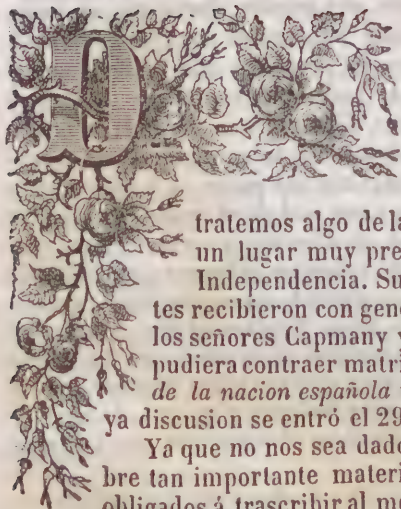 D
tratemos algo de la
un lugar muy pre
Independencia. Su
tes recibieron con gene
los señores Capmany y
pudiera contraer matri
de la nacion española
ya discusion se entró el 29
Ya que no nos sea dado
bre tan importante materi
obligados á trascribir al me